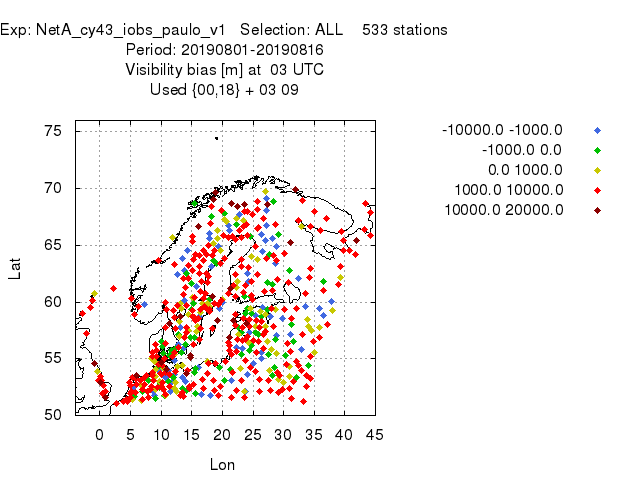 Exp: NetA_cy43_iobs_paulo_v1 Selection: ALL 533 stations
Period: 20190801-20190816
Visibility bias [m] at 03 UTC
Used {00,18} + 03 09
-10000.0 -1000.0
-1000.0 0.0
0.0 1000.0
1000.0 10000.0
10000.0 20000.0
75
70
65
60
55
50
Lat
0 5 10 15 20 25 30 35 40 45
Lon